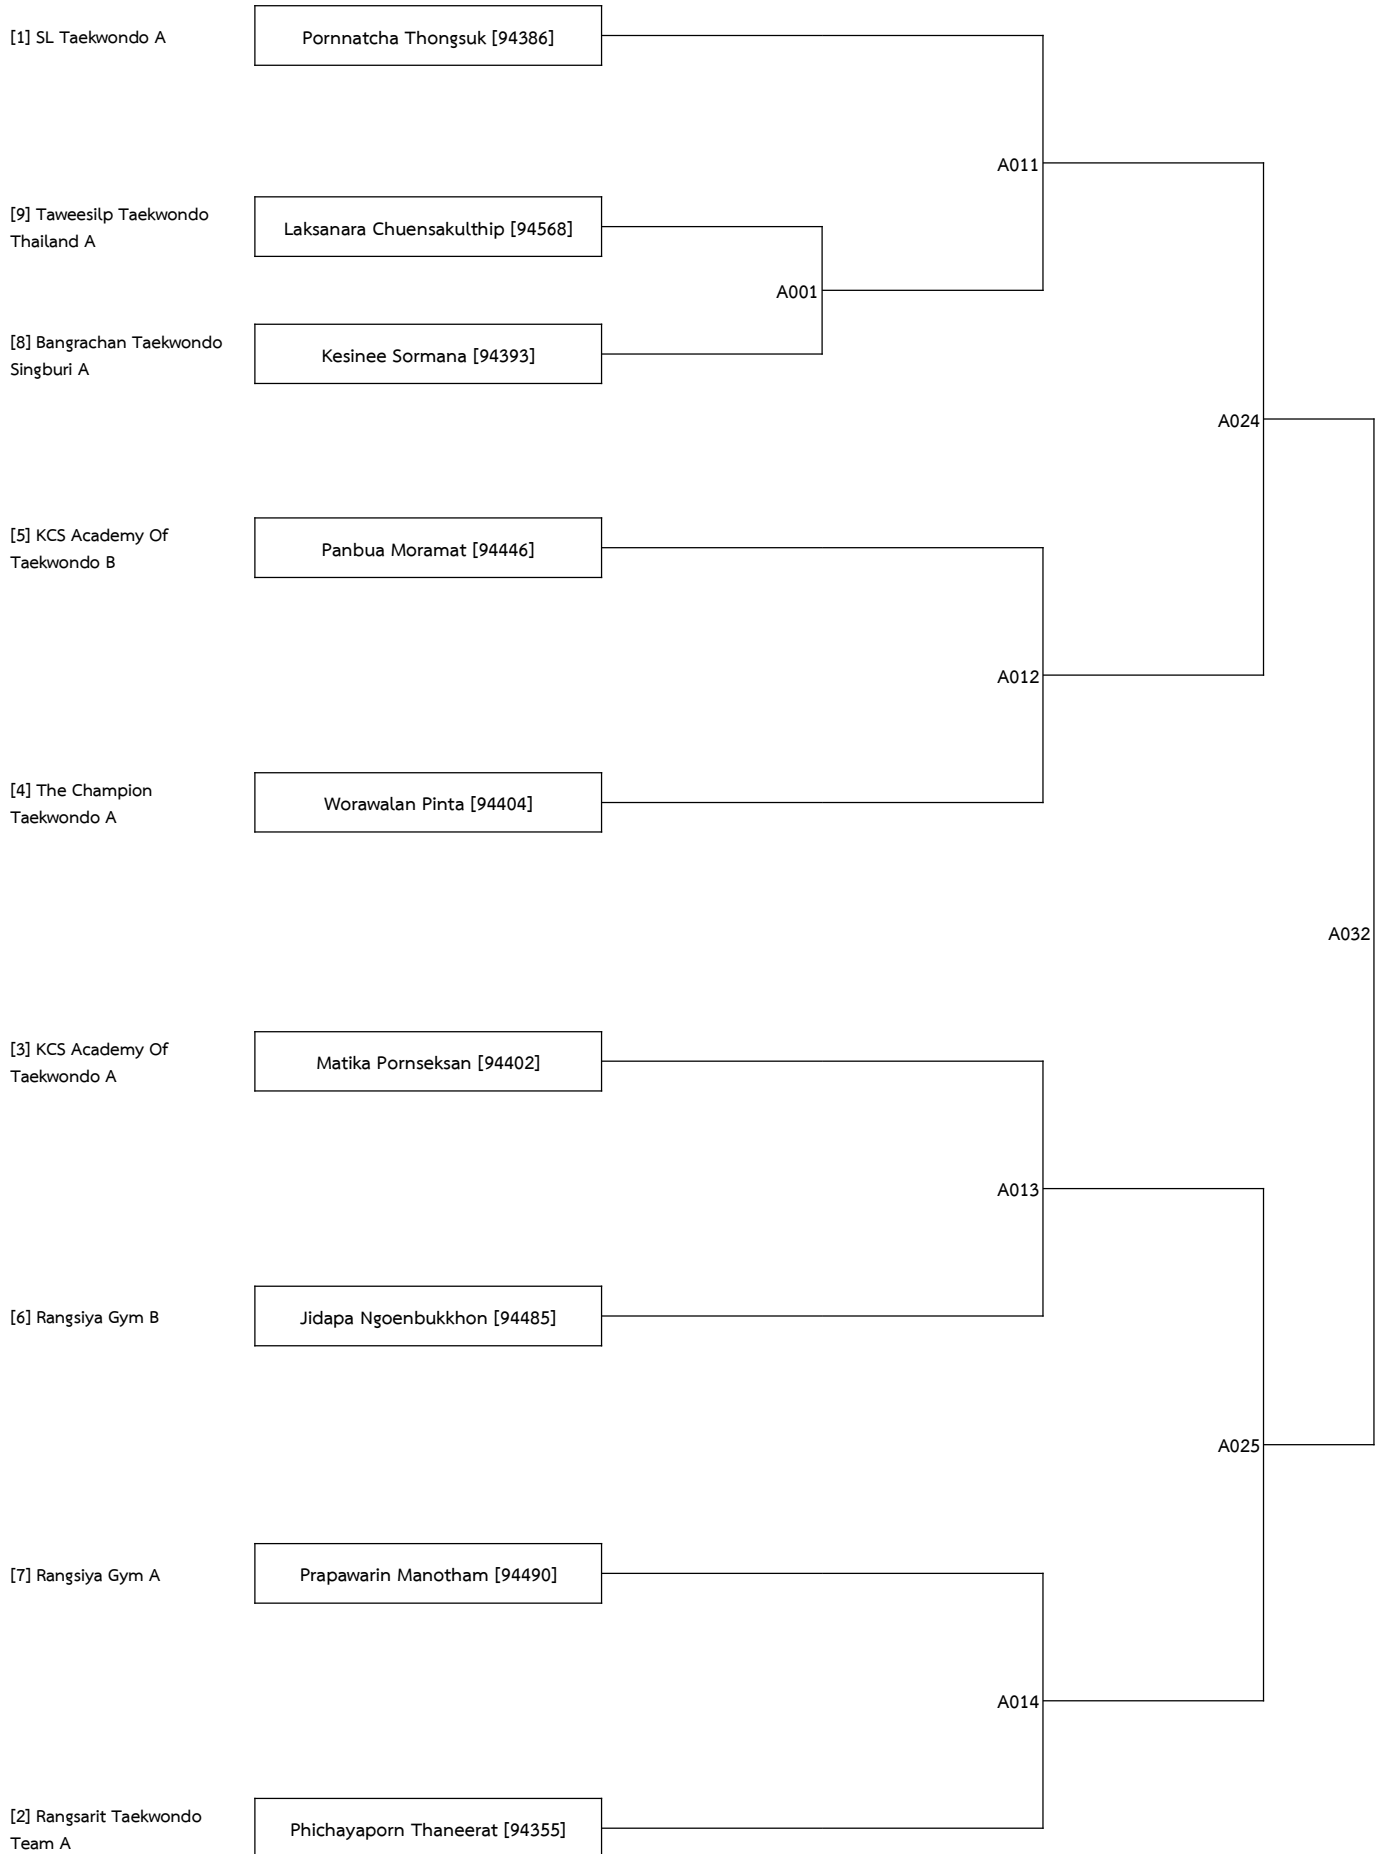 [1] SL Taekwondo A
Pornnatcha Thongsuk [94386]
A011
[9] Taweesilp Taekwondo
Thailand A
Laksanara Chuensakulthip [94568]
A001
[8] Bangrachan Taekwondo
Singburi A
Kesinee Sormana [94393]
A024
[5] KCS Academy Of
Taekwondo B
Panbua Moramat [94446]
A012
[4] The Champion
Taekwondo A
Worawalan Pinta [94404]
A032
[3] KCS Academy Of
Taekwondo A
Matika Pornseksan [94402]
A013
[6] Rangsiya Gym B
Jidapa Ngoenbukkhon [94485]
A025
[7] Rangsiya Gym A
Prapawarin Manotham [94490]
A014
[2] Rangsarit Taekwondo
Team A
Phichayaporn Thaneerat [94355]